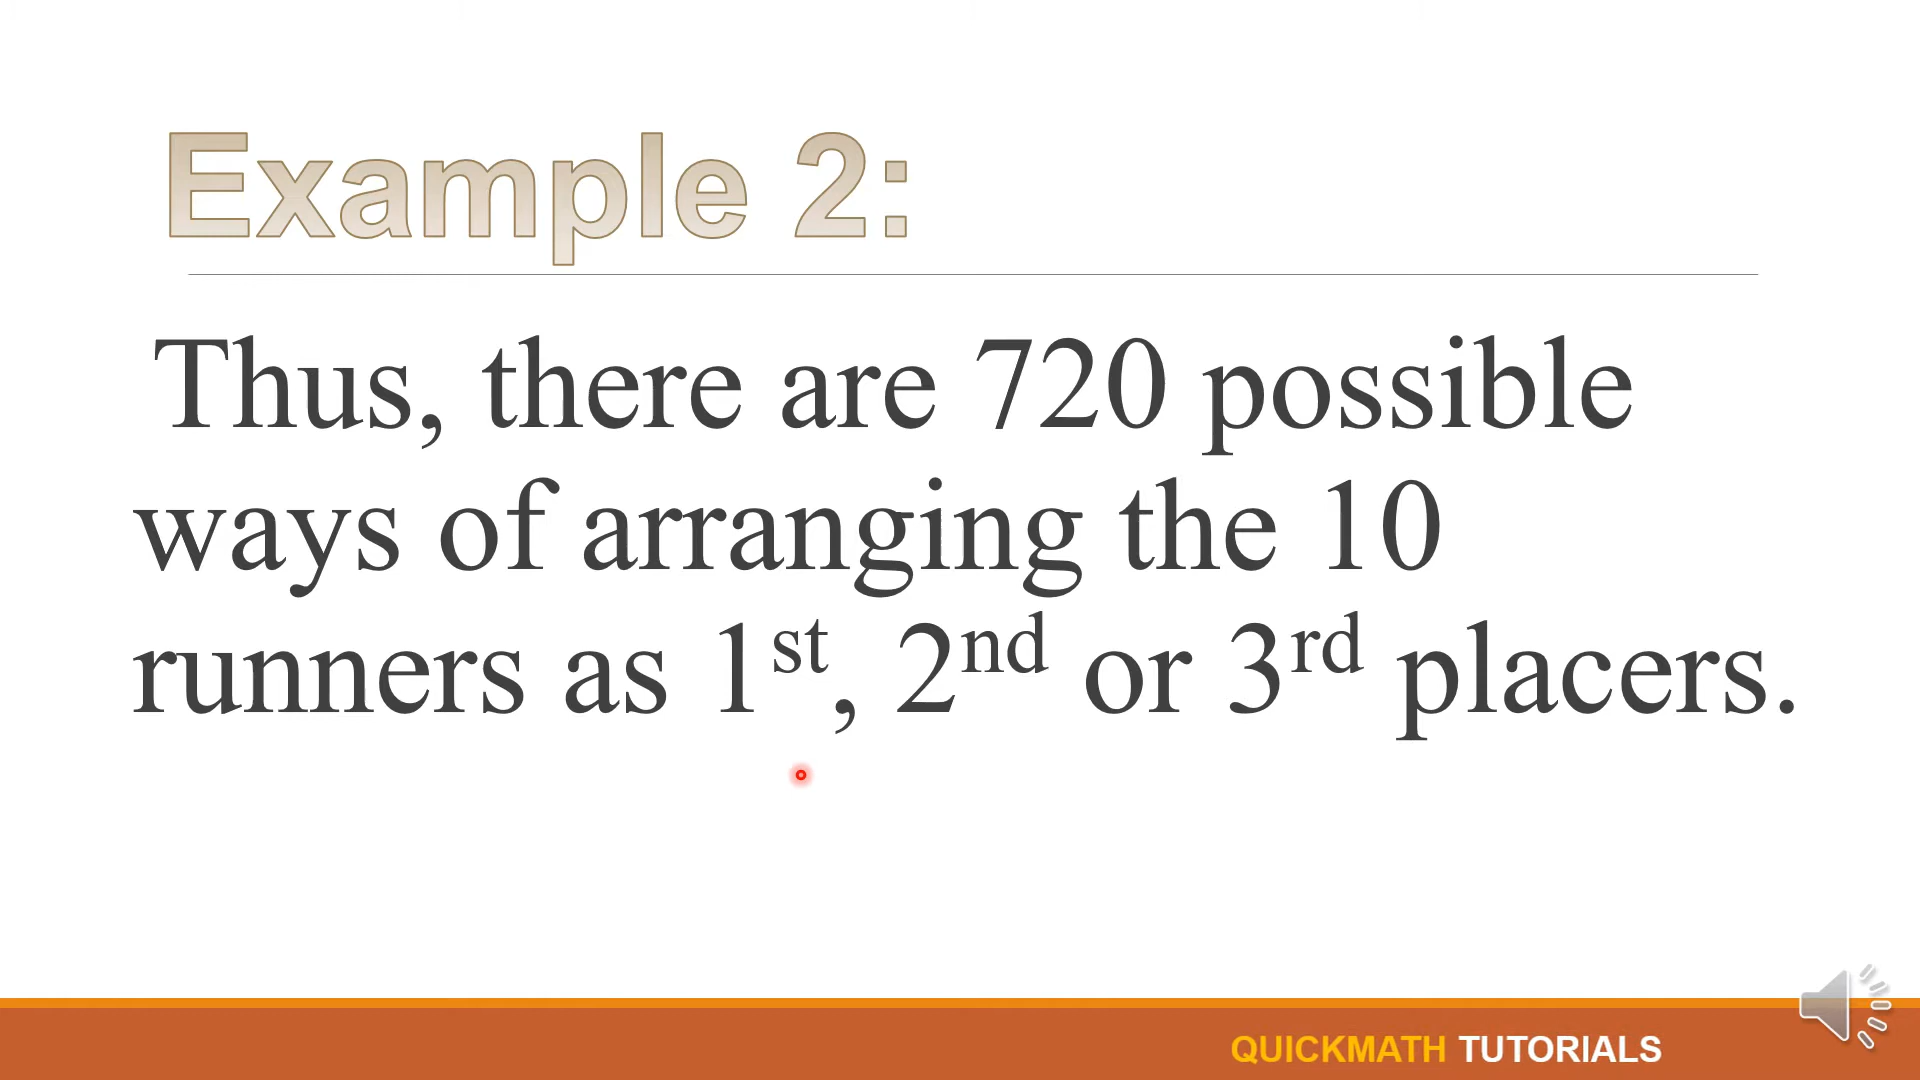 Example 2:
Thus, there are 720 possible
ways of arranging the 10
runners as 1st, 2nd or 3rd placers.
QUICKMATH TUTORIALS